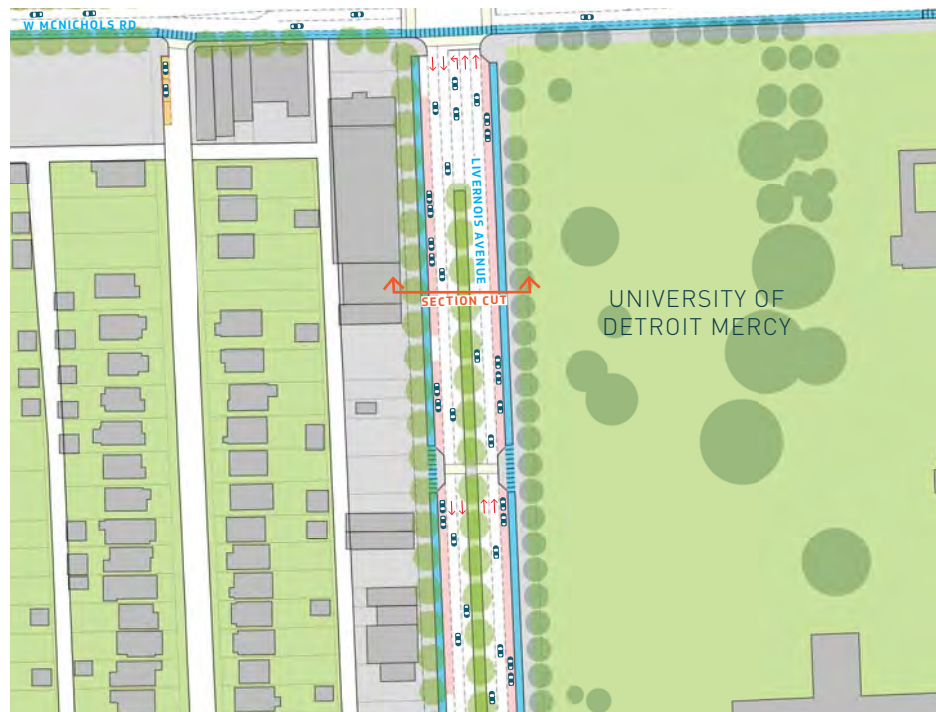 W MCNICHOLS RD
LIVERNOIS AVENUE
SECTION CUT
UNIVERSITY OF
DETROIT MERCY